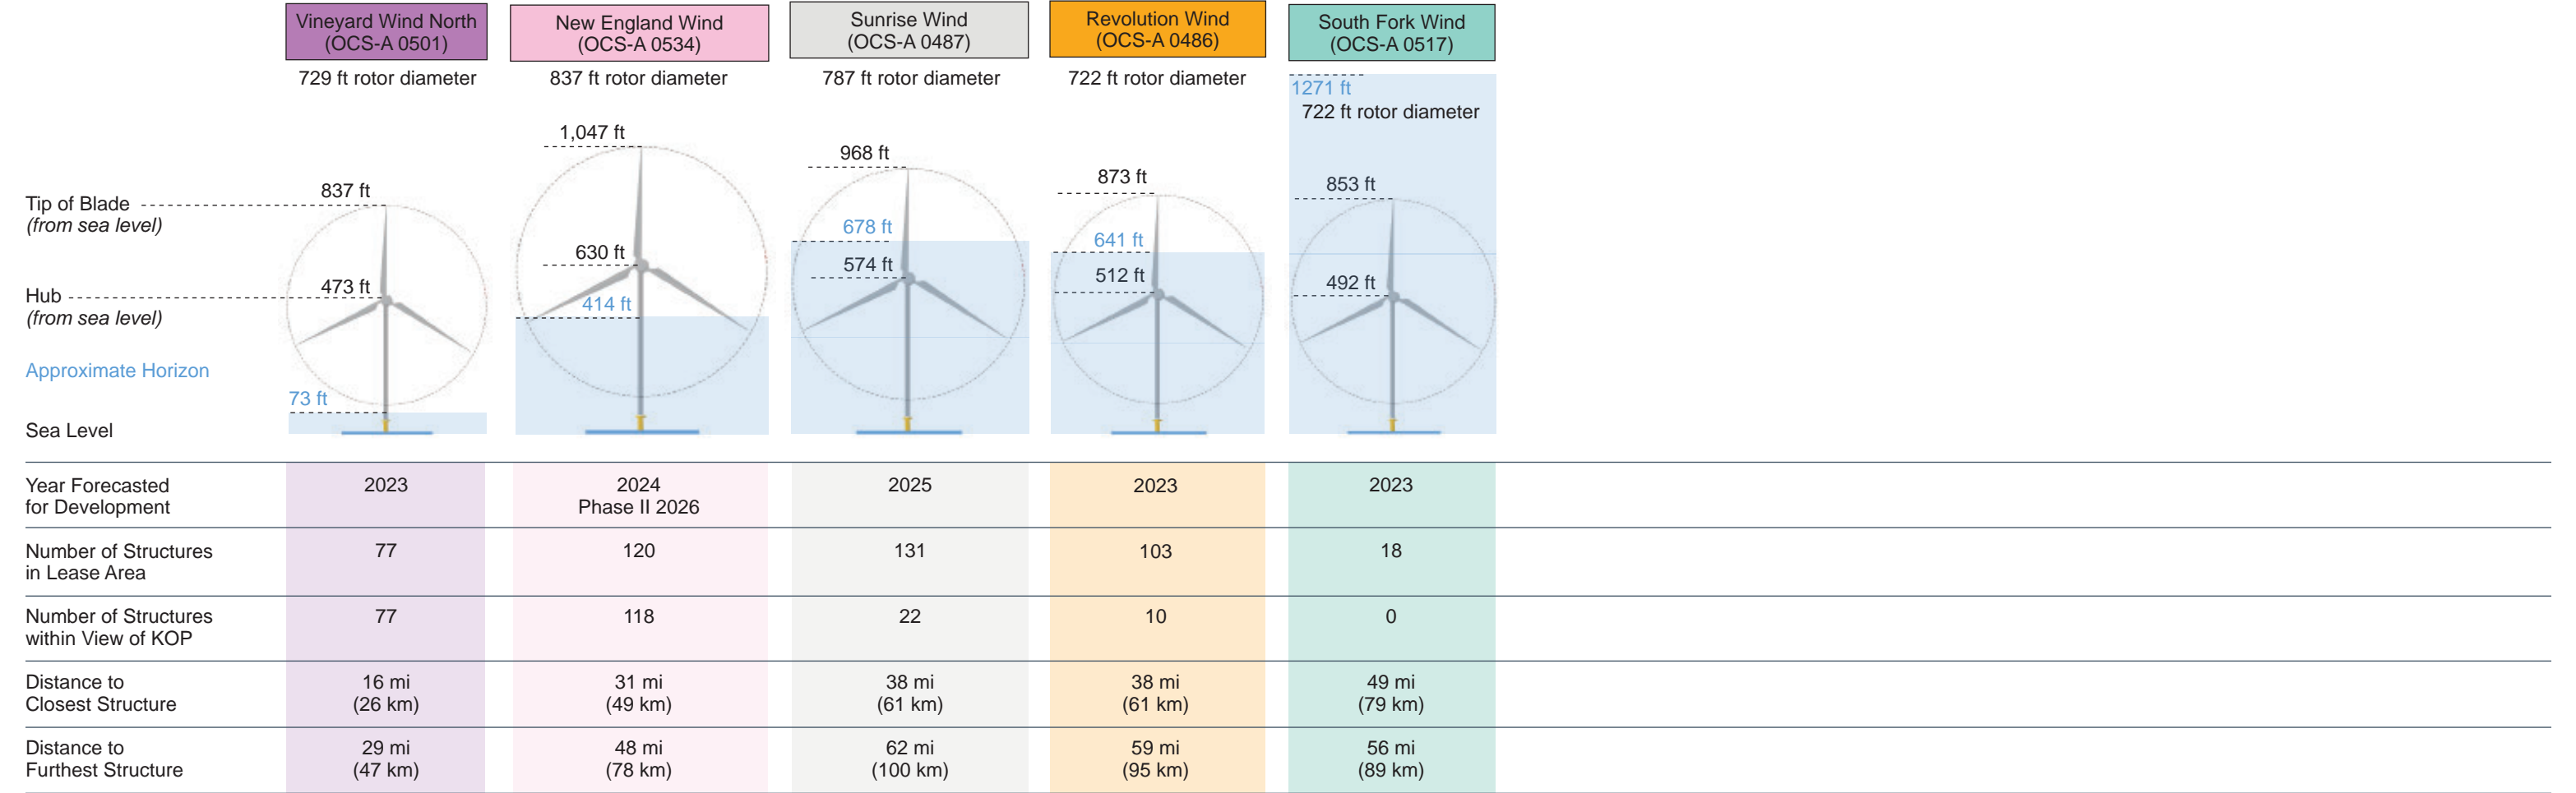 Vineyard Wind North
(OCS-A 0501)
New England Wind
(OCS-A 0534)
Sunrise Wind
(OCS-A 0487)
Revolution Wind
(OCS-A 0486)
South Fork Wind
(OCS-A 0517)
729 ft rotor diameter
837 ft rotor diameter
787 ft rotor diameter
722 ft rotor diameter
1271 ft
722 ft rotor diameter
1,047 ft
968 ft
873 ft
853 ft
837 ft
Tip of Blade
(from sea level)
678 ft
641 ft
630 ft
574 ft
512 ft
492 ft
473 ft
Hub
(from sea level)
414 ft
Approximate Horizon
73 ft
Sea Level
Year Forecasted
for Development
2023
2024
Phase II 2026
2025
2023
2023
Number of Structures
in Lease Area
77
120
131
103
18
Number of Structures
within View of KOP
77
118
22
10
0
Distance to
Closest Structure
16 mi
(26 km)
31 mi
(49 km)
38 mi
(61 km)
38 mi
(61 km)
49 mi
(79 km)
Distance to
Furthest Structure
29 mi
(47 km)
48 mi
(78 km)
62 mi
(100 km)
59 mi
(95 km)
56 mi
(89 km)